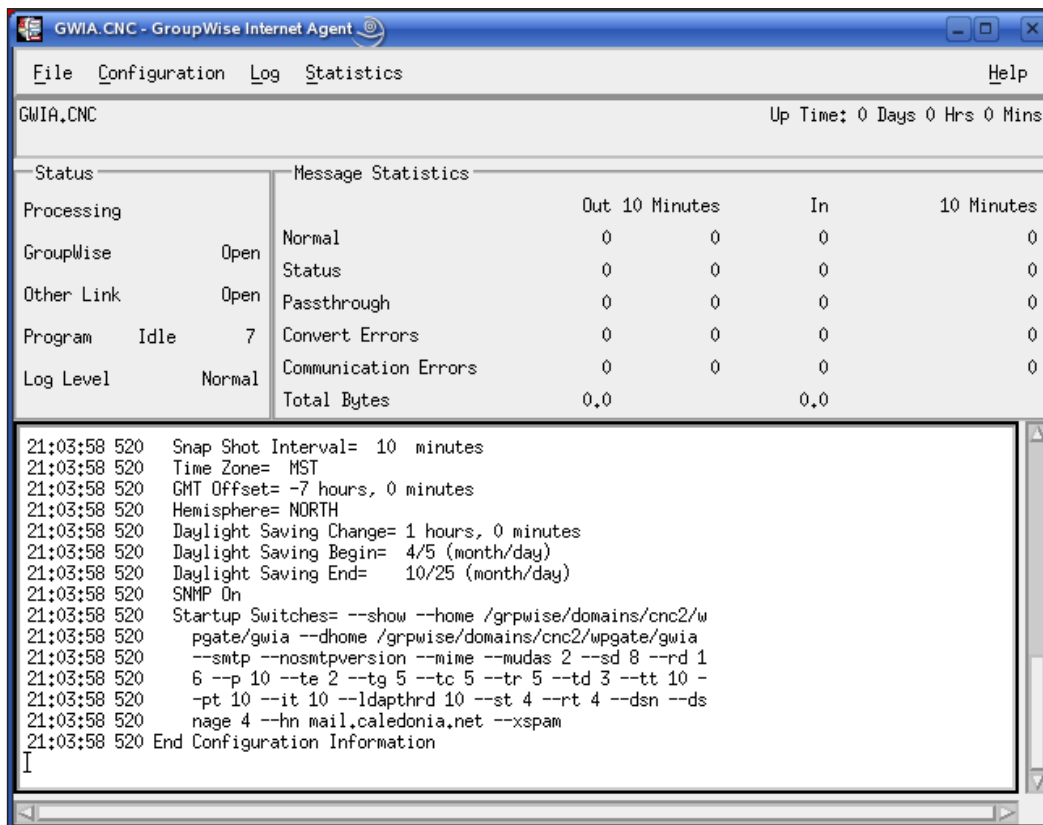 GWIA.CNC - GroupWise Internet Agent
File Configuration Log Statistics Help
GWIA.CNC Up Time: 0 Days 0 Hrs 0 Mins
Status
Processing
GroupWise Open
Other Link Open
Program Idle 7
Log Level Normal
Message Statistics
Out 10 Minutes In 10 Minutes
Normal 0 0 0 0
Status 0 0 0 0
Passthrough 0 0 0 0
Convert Errors 0 0 0 0
Communication Errors 0 0 0 0
Total Bytes 0.0 0.0
21:03:58 520 Snap Shot Interval= 10 minutes
21:03:58 520 Time Zone= MST
21:03:58 520 GMT Offset= -7 hours, 0 minutes
21:03:58 520 Hemisphere= NORTH
21:03:58 520 Daylight Saving Change= 1 hours, 0 minutes
21:03:58 520 Daylight Saving Begin= 4/5 (month/day)
21:03:58 520 Daylight Saving End= 10/25 (month/day)
21:03:58 520 SNMP On
21:03:58 520 Startup Switches= --show --home /grpwise/domains/cnc2/w
21:03:58 520 pgate/gwia --dhome /grpwise/domains/cnc2/wpgate/gwia
21:03:58 520 --smtp --nosmtpversion --mime --mudas 2 --sd 8 --rd 1
21:03:58 520 6 --p 10 --te 2 --tg 5 --tc 5 --tr 5 --td 3 --tt 10 -
21:03:58 520 -pt 10 --it 10 --ldapthrd 10 --st 4 --rt 4 --dsn --ds
21:03:58 520 nage 4 --hn mail.caledonia.net --xspam
21:03:58 520 End Configuration Information